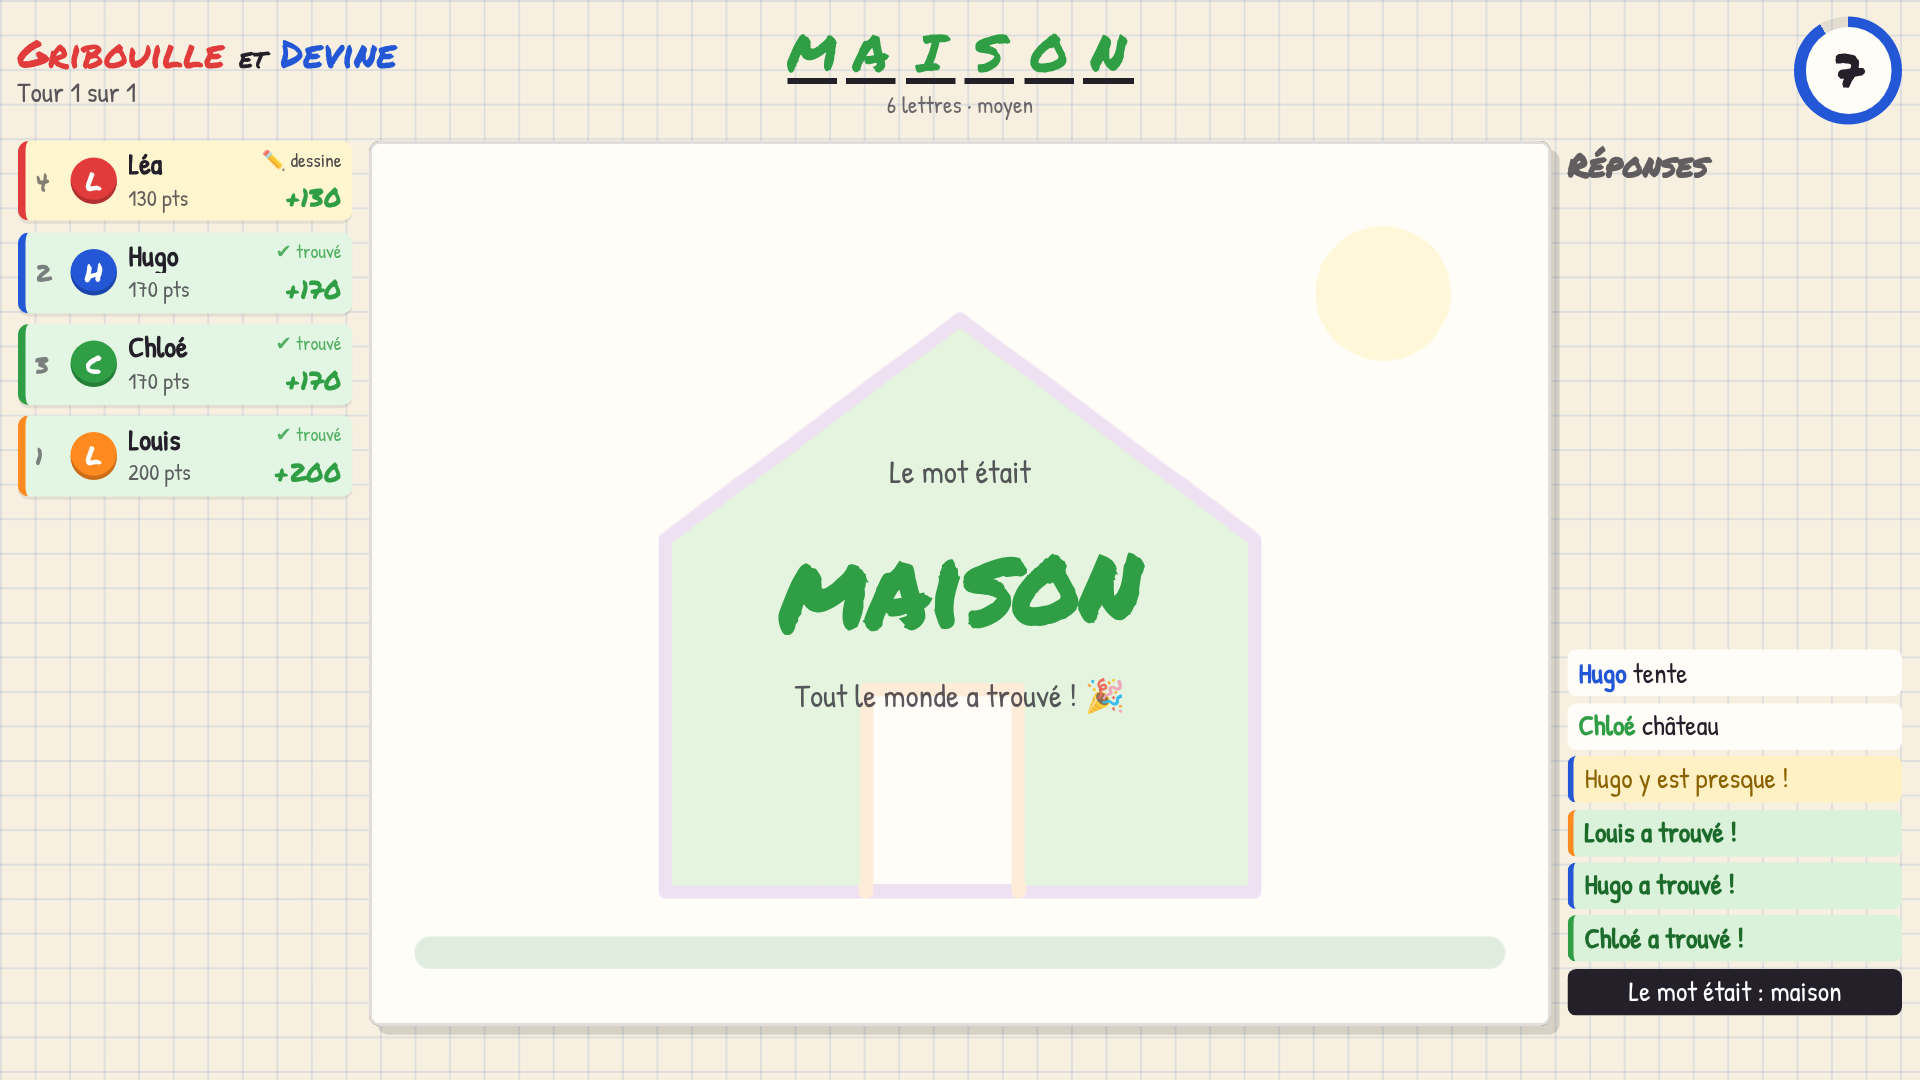 GRIBOUILLE ET DEVINE
Tour 1 sur 1
MAISON
6 lettres · moyen
7
4 L Léa ✏️ dessine
130 pts +130
2 H Hugo ✔ trouvé
170 pts +170
3 C Chloé ✔ trouvé
170 pts +170
1 L Louis ✔ trouvé
200 pts +200
Le mot était
MAISON
Tout le monde a trouvé ! 🎉
RÉPONSES
Hugo tente
Chloé château
Hugo y est presque !
Louis a trouvé !
Hugo a trouvé !
Chloé a trouvé !
Le mot était : maison